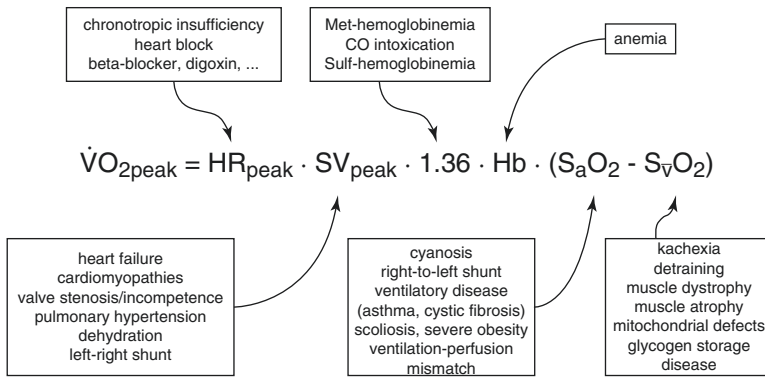 chronotropic insufficiency
heart block
beta-blocker, digoxin, ...
Met-hemoglobinemia
CO intoxication
Sulf-hemoglobinemia
anemia
V̇O₂peak = HRpeak · SVpeak · 1.36 · Hb · (SaO₂ - Sv̅O₂)
heart failure
cardiomyopathies
valve stenosis/incompetence
pulmonary hypertension
dehydration
left-right shunt
cyanosis
right-to-left shunt
ventilatory disease
(asthma, cystic fibrosis)
scoliosis, severe obesity
ventilation-perfusion
mismatch
kachexia
detraining
muscle dystrophy
muscle atrophy
mitochondrial defects
glycogen storage
disease